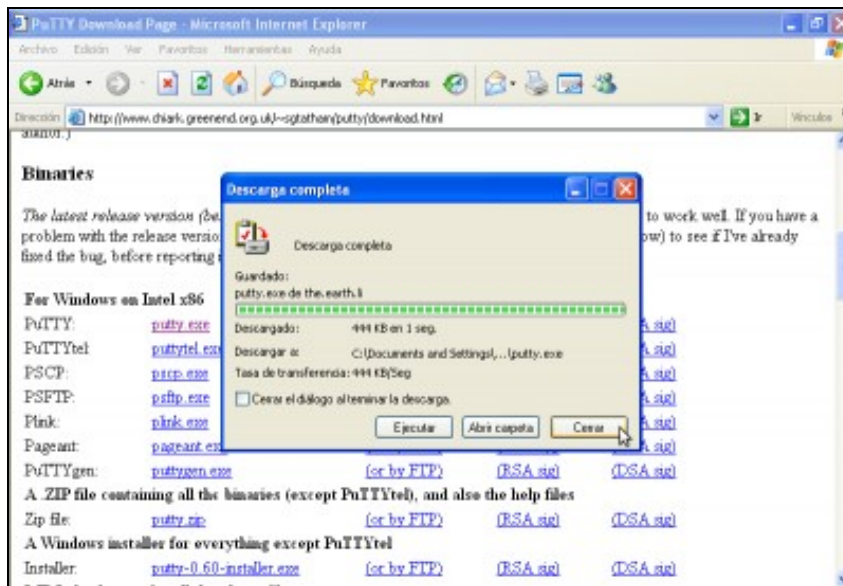 PuTTY Download Page - Microsoft Internet Explorer
Archivo Edición Ver Favoritos Herramientas Ayuda
Atrás Búsqueda Favoritos
Dirección http://www.chiark.greenend.org.uk/~sgtatham/putty/download.html Ir Vínculos
Binaries
Descarga completa
The latest release version (be to work well. If you have a
Descarga completa
problem with the release versio ow) to see if I've already
fixed the bug, before reporting
Guardado:
putty.exe de the.earth.li
For Windows on Intel x86
PuTTY: putty.exe A sig)
Descargado: 444 KB en 1 seg.
PuTTYtel: puttytel.exe A sig)
Descargar a: C:\Documents and Settings\,...\putty.exe
PSCP: pscp.exe A sig)
Tasa de transferencia: 444 KB/Seg
PSFTP: psftp.exe A sig)
Cerrar el diálogo al terminar la descarga.
Plink: plink.exe A sig)
Ejecutar Abrir carpeta Cerrar
Pageant: pageant.ex A sig)
PuTTYgen: puttygen.exe (or by FTP) (RSA sig) (DSA sig)
A .ZIP file containing all the binaries (except PuTTYtel), and also the help files
Zip file: putty.zip (or by FTP) (RSA sig) (DSA sig)
A Windows installer for everything except PuTTYtel
Installer: putty-0.60-installer.exe (or by FTP) (RSA sig) (DSA sig)